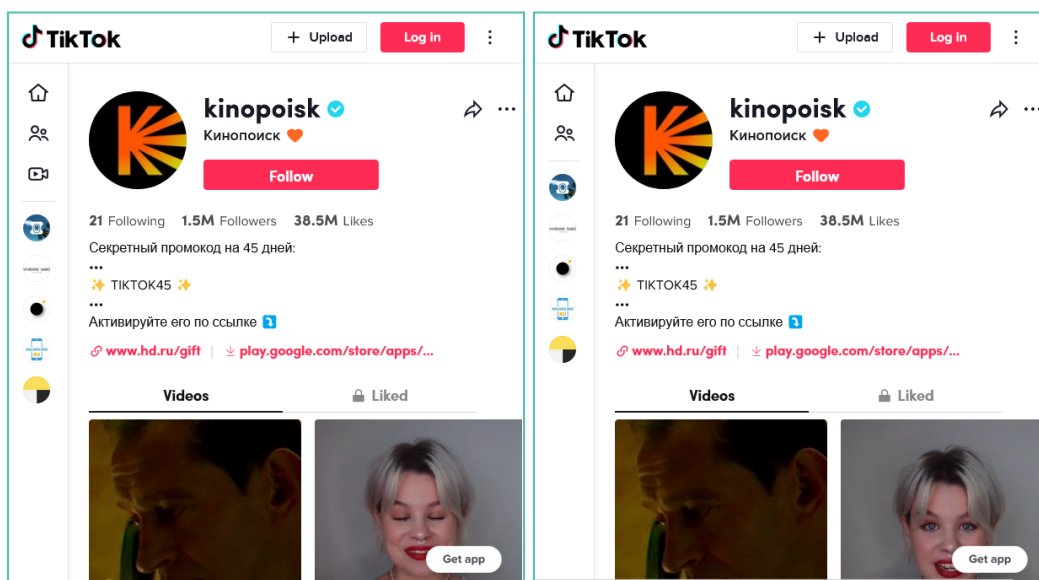 TikTok
+ Upload
Log in
kinopoisk
Кинопоиск 🧡
Follow
21 Following 1.5M Followers 38.5M Likes
Секретный промокод на 45 дней:
•••
✨ TIKTOK45 ✨
•••
Активируйте его по ссылке ⤵️
www.hd.ru/gift
play.google.com/store/apps/...
Videos
Liked
Get app
TikTok
+ Upload
Log in
kinopoisk
Кинопоиск 🧡
Follow
21 Following 1.5M Followers 38.5M Likes
Секретный промокод на 45 дней:
•••
✨ TIKTOK45 ✨
•••
Активируйте его по ссылке ⤵️
www.hd.ru/gift
play.google.com/store/apps/...
Videos
Liked
Get app